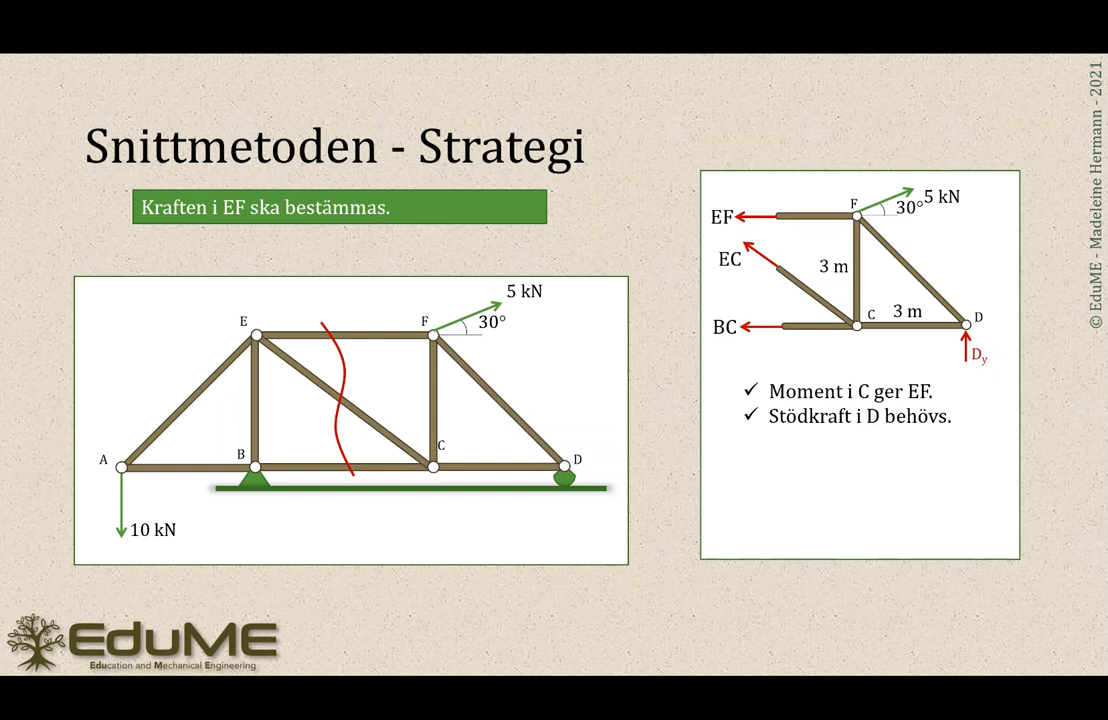 Snittmetoden - Strategi
Kraften i EF ska bestämmas.
E
F
5 kN
30°
A
B
C
D
10 kN
F
5 kN
30°
EF
EC
3 m
BC
C
3 m
D
Dy
✓ Moment i C ger EF.
✓ Stödkraft i D behövs.
© EduME - Madeleine Hermann - 2021
EduME
Education and Mechanical Engineering